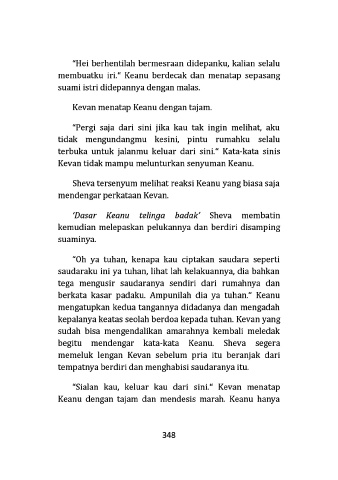 "Hei berhentilah bermesraan didepanku, kalian selalu
membuatku iri." Keanu berdecak dan menatap sepasang
suami istri didepannya dengan malas.
Kevan menatap Keanu dengan tajam.
"Pergi saja dari sini jika kau tak ingin melihat, aku
tidak mengundangmu kesini, pintu rumahku selalu
terbuka untuk jalanmu keluar dari sini." Kata-kata sinis
Kevan tidak mampu melunturkan senyuman Keanu.
Sheva tersenyum melihat reaksi Keanu yang biasa saja
mendengar perkataan Kevan.
'Dasar Keanu telinga badak' Sheva membatin
kemudian melepaskan pelukannya dan berdiri disamping
suaminya.
"Oh ya tuhan, kenapa kau ciptakan saudara seperti
saudaraku ini ya tuhan, lihat lah kelakuannya, dia bahkan
tega mengusir saudaranya sendiri dari rumahnya dan
berkata kasar padaku. Ampunilah dia ya tuhan." Keanu
mengatupkan kedua tangannya didadanya dan mengadah
kepalanya keatas seolah berdoa kepada tuhan. Kevan yang
sudah bisa mengendalikan amarahnya kembali meledak
begitu mendengar kata-kata Keanu. Sheva segera
memeluk lengan Kevan sebelum pria itu beranjak dari
tempatnya berdiri dan menghabisi saudaranya itu.
"Sialan kau, keluar kau dari sini." Kevan menatap
Keanu dengan tajam dan mendesis marah. Keanu hanya
348